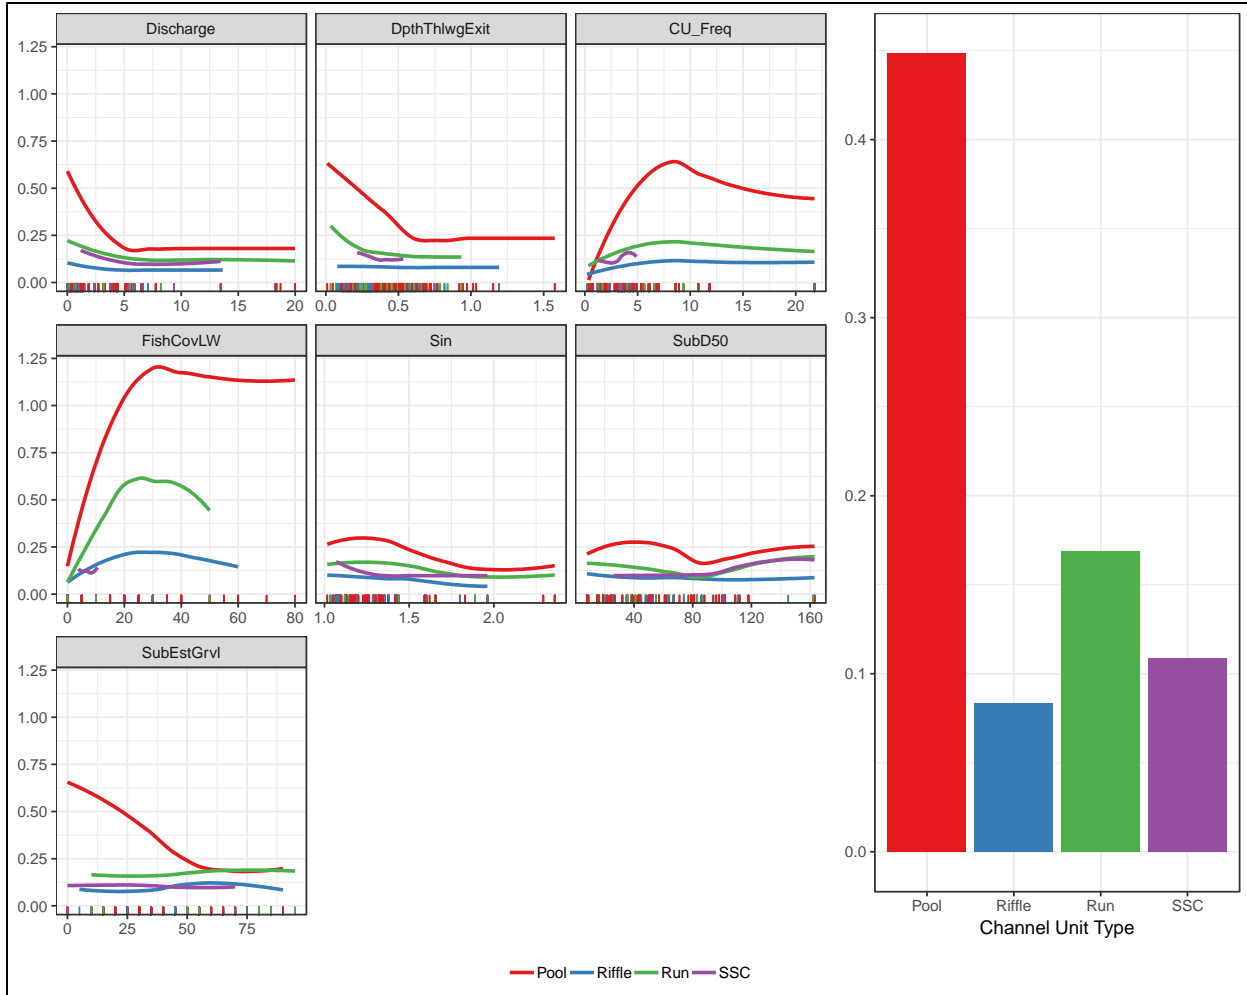 Discharge DpthThlwgExit CU_Freq
1.25
1.00
0.75
0.50
0.25
0.00
0 5 10 15 20
0.0 0.5 1.0 1.5
0 5 10 15 20
FishCovLW Sin SubD50
1.25
1.00
0.75
0.50
0.25
0.00
0 20 40 60 80
1.0 1.5 2.0
40 80 120 160
SubEstGrvl
1.25
1.00
0.75
0.50
0.25
0.00
0 25 50 75
0.4
0.3
0.2
0.1
0.0
Pool Riffle Run SSC
Channel Unit Type
Pool Riffle Run SSC